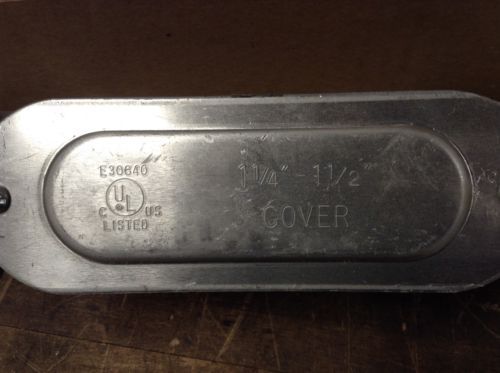 E30640
UL
C US
LISTED
1 1/4" - 1 1/2"
COVER